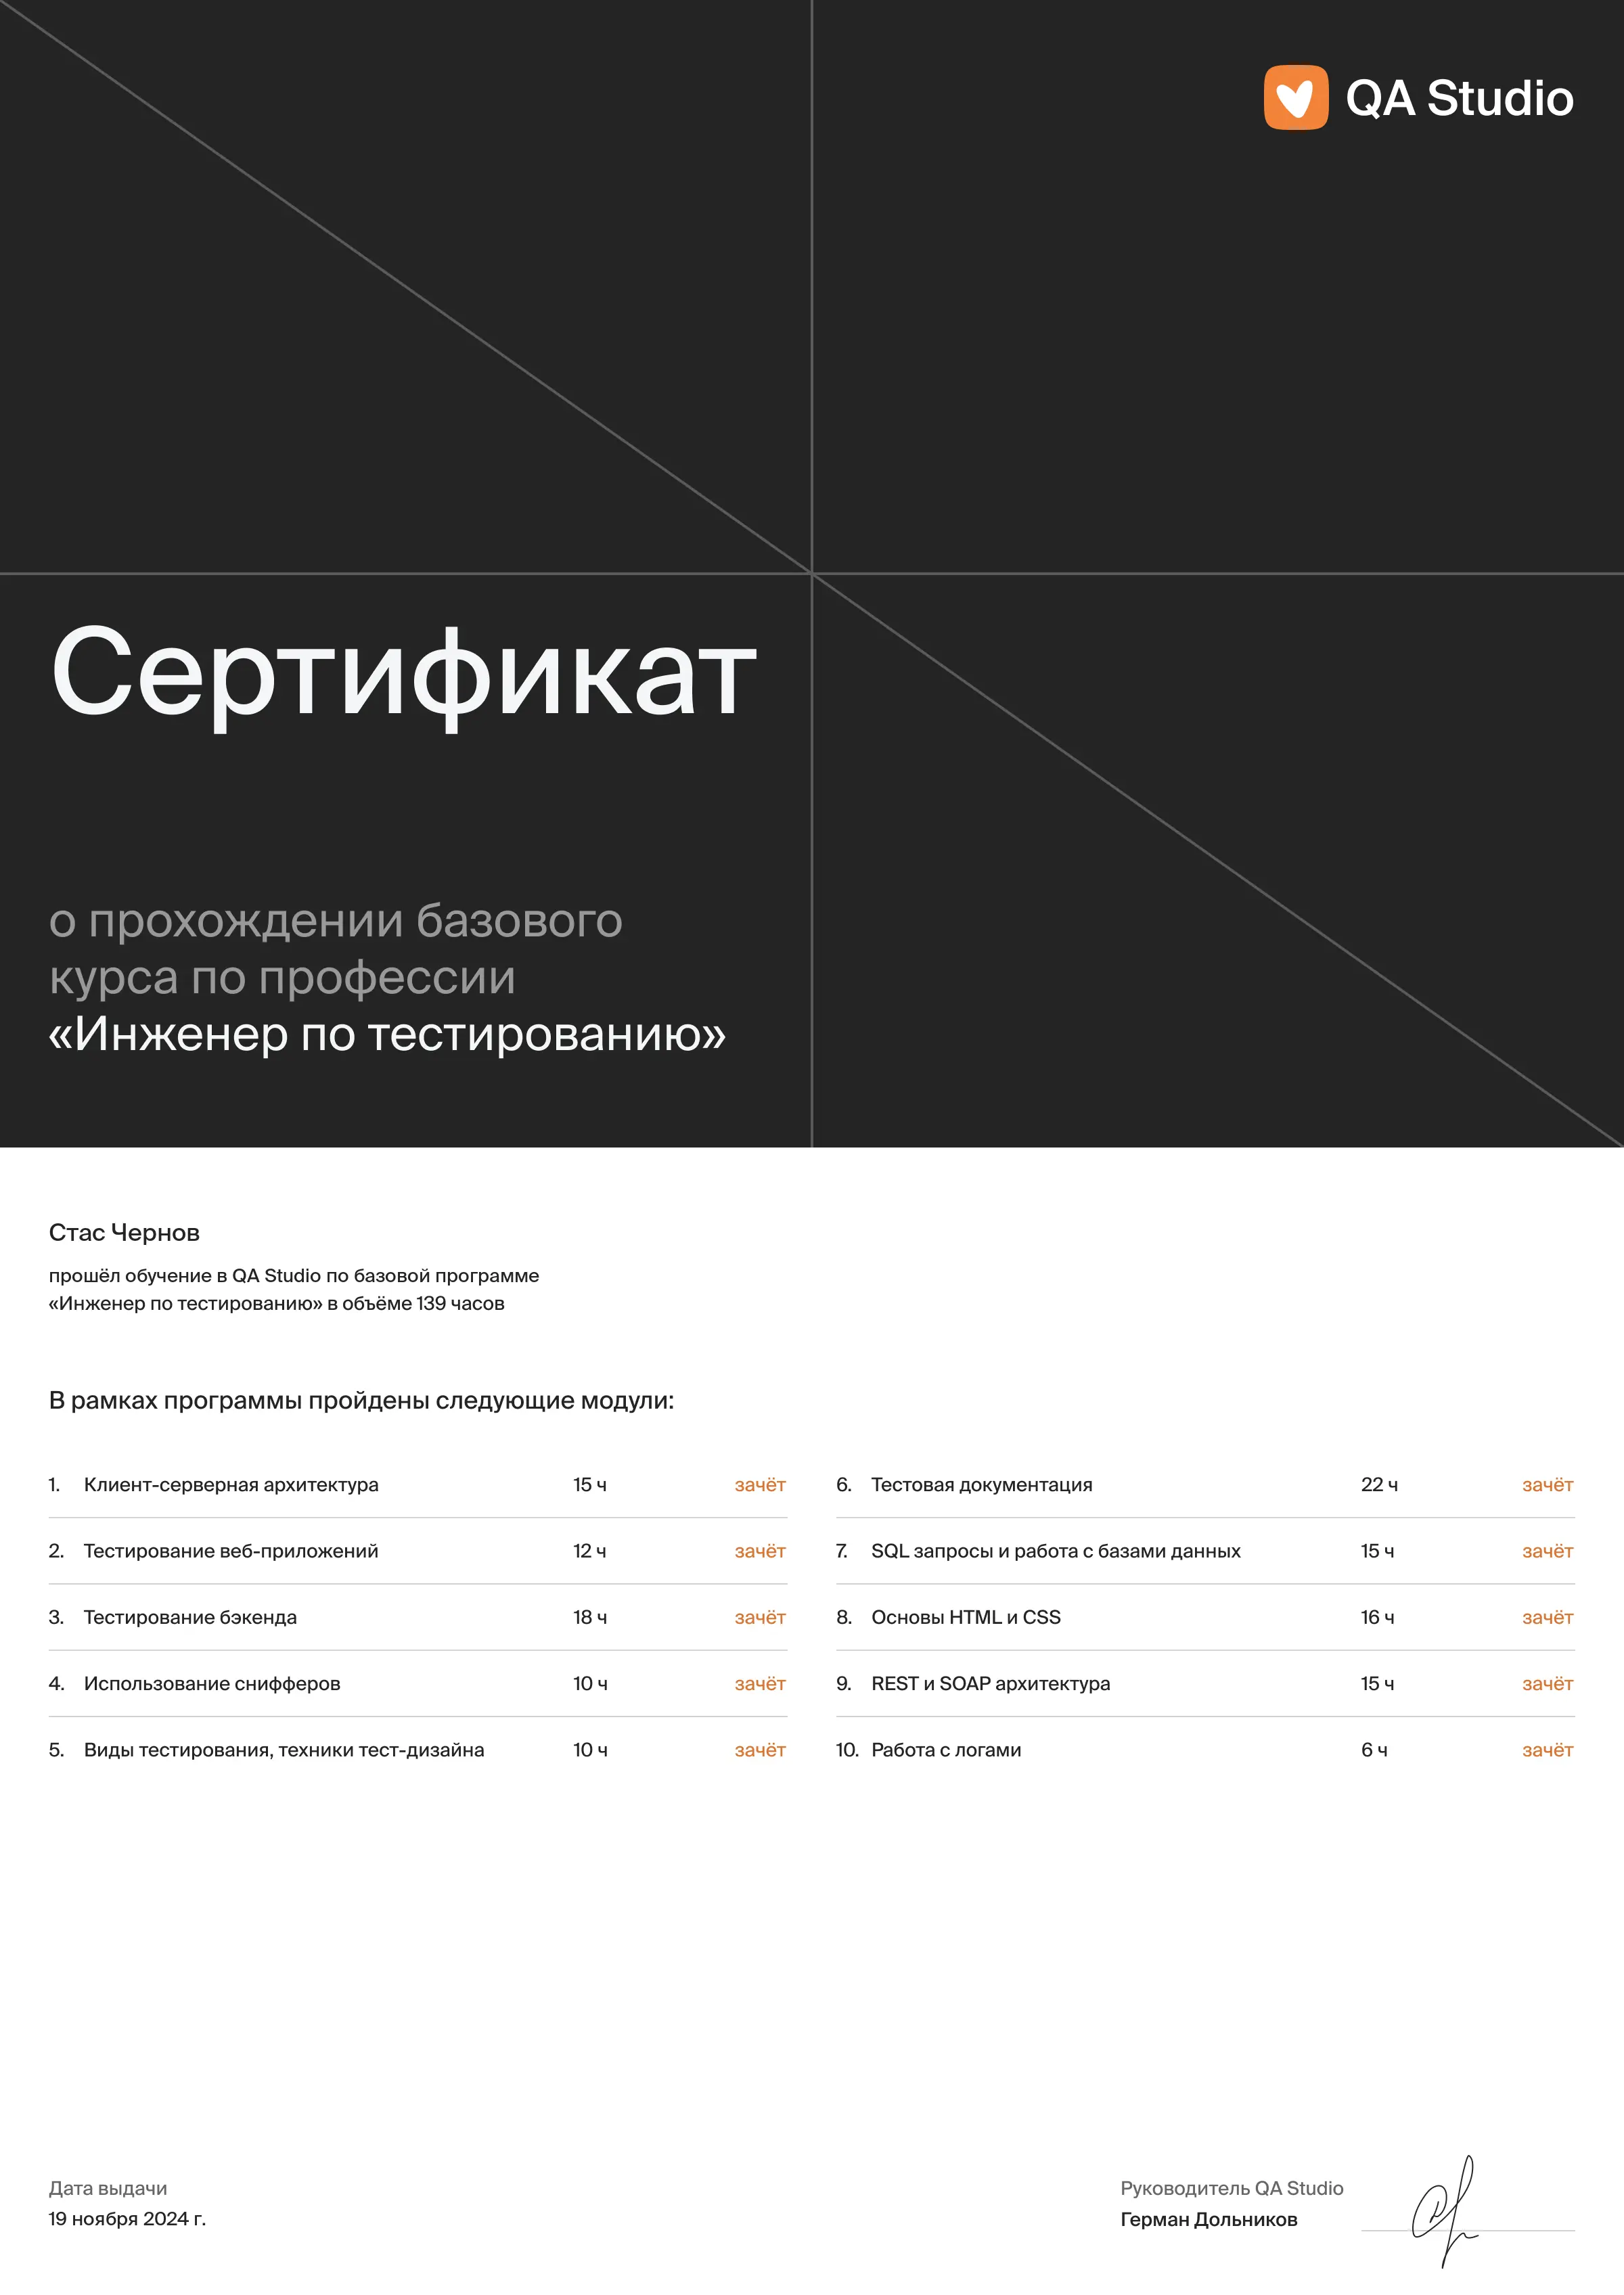 QA Studio
Сертификат
о прохождении базового
курса по профессии
«Инженер по тестированию»
Стас Чернов
прошёл обучение в QA Studio по базовой программе
«Инженер по тестированию» в объёме 139 часов
В рамках программы пройдены следующие модули:
1. Клиент-серверная архитектура 15 ч зачёт
2. Тестирование веб-приложений 12 ч зачёт
3. Тестирование бэкенда 18 ч зачёт
4. Использование снифферов 10 ч зачёт
5. Виды тестирования, техники тест-дизайна 10 ч зачёт
6. Тестовая документация 22 ч зачёт
7. SQL запросы и работа с базами данных 15 ч зачёт
8. Основы HTML и CSS 16 ч зачёт
9. REST и SOAP архитектура 15 ч зачёт
10. Работа с логами 6 ч зачёт
Дата выдачи
19 ноября 2024 г.
Руководитель QA Studio
Герман Дольников